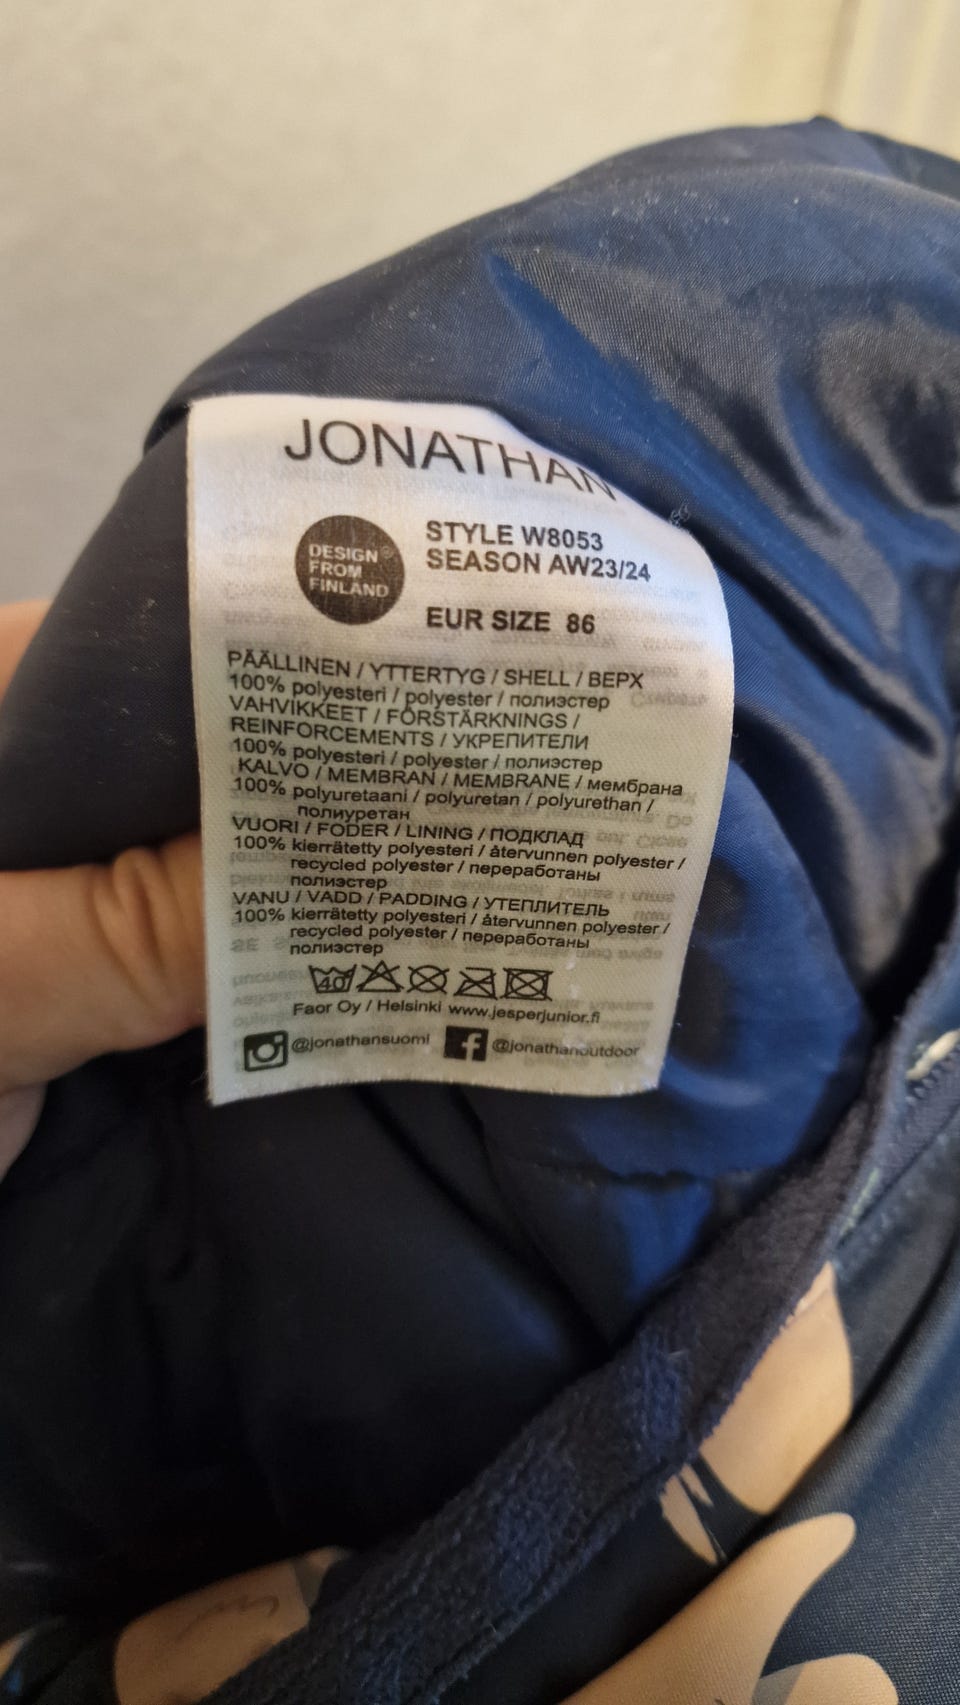 JONATHAN
DESIGN®
FROM
FINLAND
STYLE W8053
SEASON AW23/24
EUR SIZE 86
PÄÄLLINEN / YTTERTYG / SHELL / ВЕРХ
100% polyesteri / polyester / полиэстер
VAHVIKKEET / FÖRSTÄRKNINGS /
REINFORCEMENTS / УКРЕПИТЕЛИ
100% polyesteri / polyester / полиэстер
KALVO / MEMBRAN / MEMBRANE / мембрана
100% polyuretaani / polyuretan / polyurethan /
полиуретан
VUORI / FODER / LINING / ПОДКЛАД
100% kierrätetty polyesteri / återvunnen polyester /
recycled polyester / переработаны
полиэстер
VANU / VADD / PADDING / УТЕПЛИТЕЛЬ
100% kierrätetty polyesteri / återvunnen polyester /
recycled polyester / переработаны
полиэстер
40
Faor Oy / Helsinki www.jesperjunior.fi
@jonathansuomi f @jonathanoutdoor